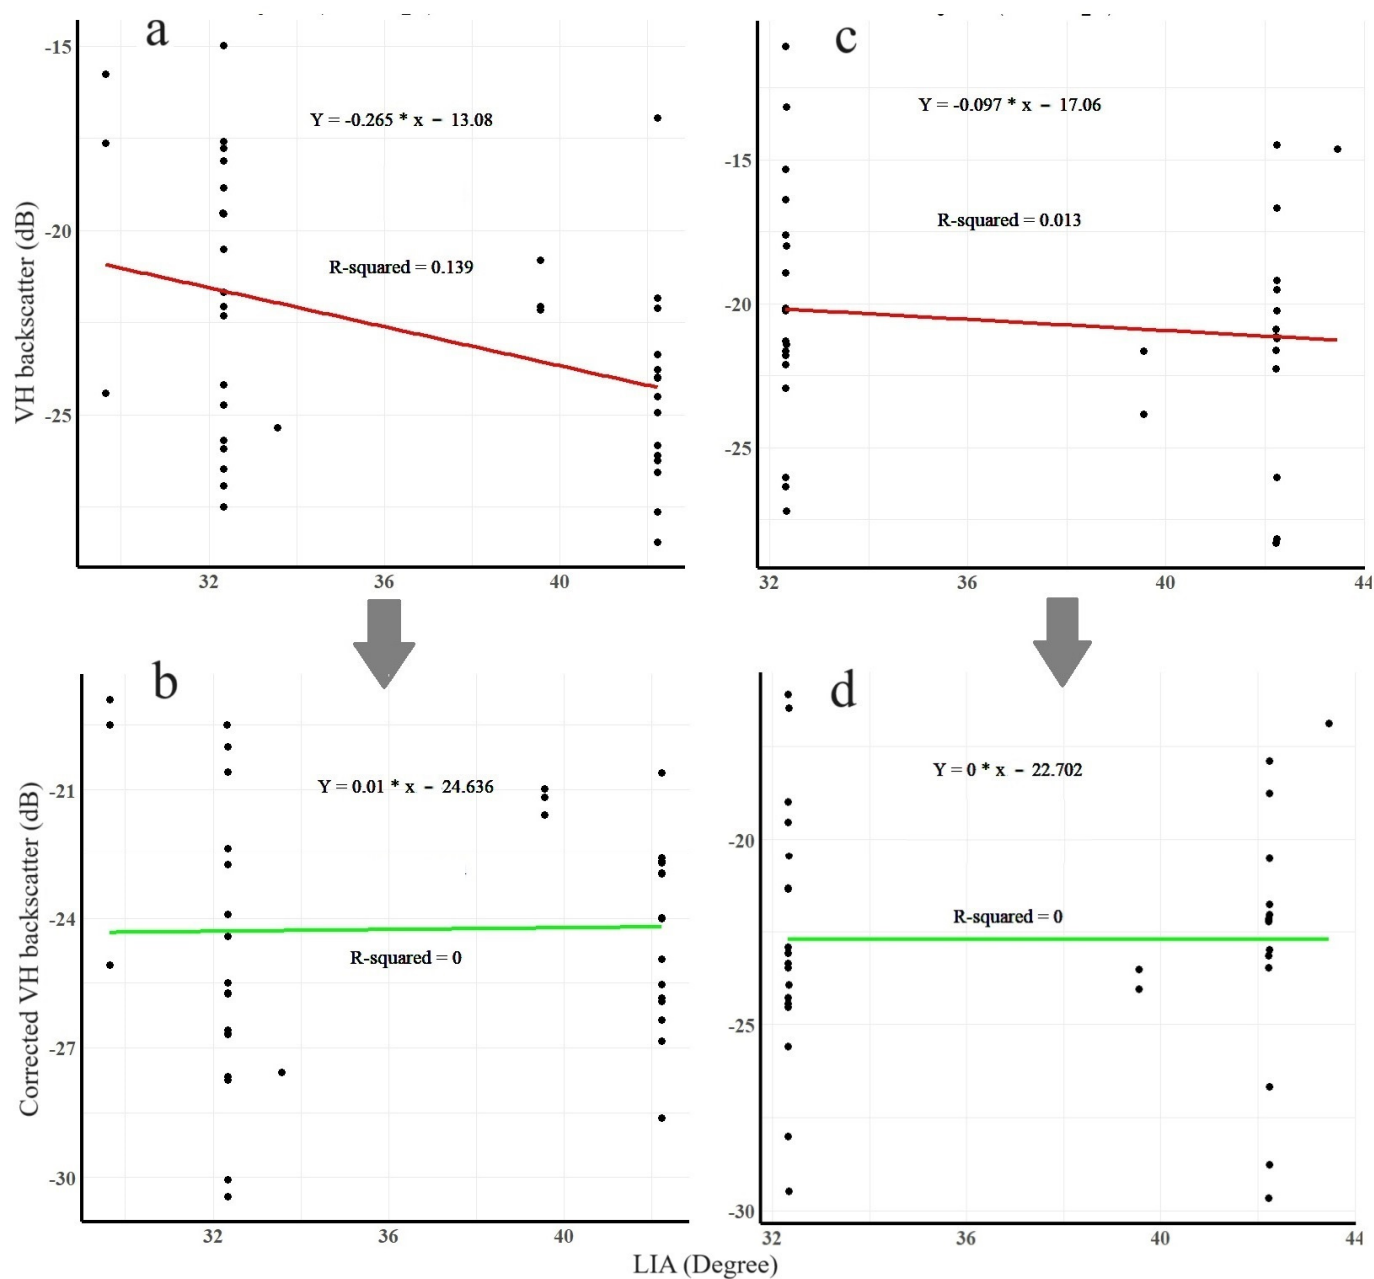 a
-15
-20
-25
VH backscatter (dB)
Y = -0.265 * x − 13.08
R-squared = 0.139
32 36 40
c
-15
-20
-25
Y = -0.097 * x − 17.06
R-squared = 0.013
32 36 40 44
b
-21
-24
-27
-30
Corrected VH backscatter (dB)
Y = 0.01 * x − 24.636
R-squared = 0
32 36 40
d
-20
-25
-30
Y = 0 * x − 22.702
R-squared = 0
32 36 40 44
LIA (Degree)